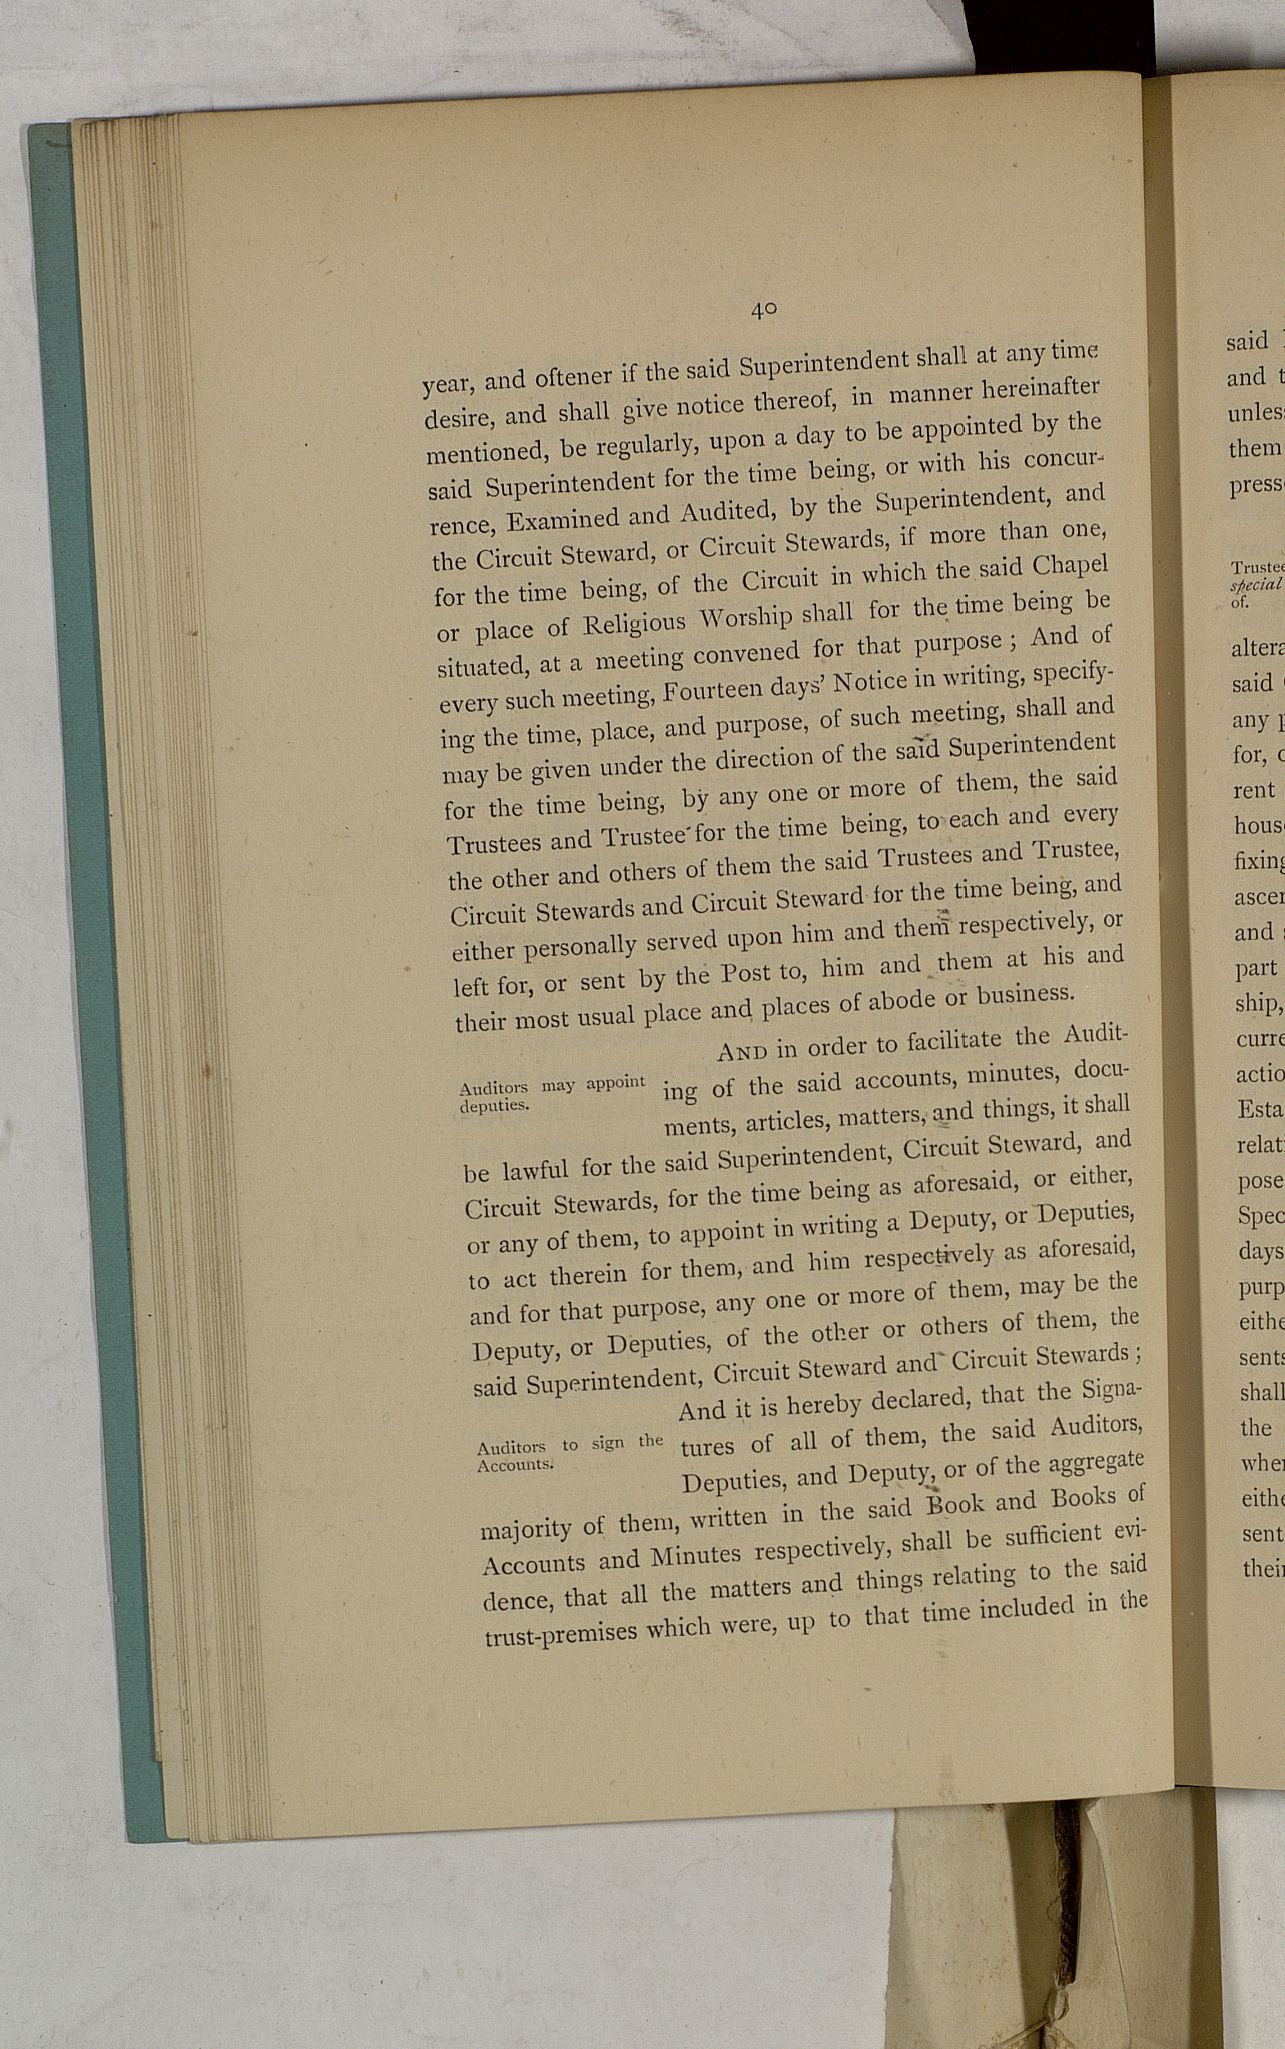 40
year, and oftener if the said Superintendent shall at any time
desire, and shall give notice thereof, in manner hereinafter
mentioned, be regularly, upon a day to be appointed by the
said Superintendent for the time being, or with his concur-
rence, Examined and Audited, by the Superintendent, and
the Circuit Steward, or Circuit Stewards, if more than one,
for the time being, of the Circuit in which the said Chapel
or place of Religious Worship shall for the time being be
situated, at a meeting convened for that purpose ; And of
every such meeting, Fourteen days' Notice in writing, specify-
ing the time, place, and purpose, of such meeting, shall and
may be given under the direction of the said Superintendent
for the time being, by any one or more of them, the said
Trustees and Trustee for the time being, to each and every
the other and others of them the said Trustees and Trustee,
Circuit Stewards and Circuit Steward for the time being, and
either personally served upon him and them respectively, or
left for, or sent by the Post to, him and them at his and
their most usual place and places of abode or business.
AND in order to facilitate the Audit-
Auditors may appoint
deputies.
ing of the said accounts, minutes, docu-
ments, articles, matters, and things, it shall
be lawful for the said Superintendent, Circuit Steward, and
Circuit Stewards, for the time being as aforesaid, or either,
or any of them, to appoint in writing a Deputy, or Deputies,
to act therein for them, and him respectively as aforesaid,
and for that purpose, any one or more of them, may be the
Deputy, or Deputies, of the other or others of them, the
said Superintendent, Circuit Steward and Circuit Stewards ;
And it is hereby declared, that the Signa-
Auditors to sign the
Accounts.
tures of all of them, the said Auditors,
Deputies, and Deputy, or of the aggregate
majority of them, written in the said Book and Books of
Accounts and Minutes respectively, shall be sufficient evi-
dence, that all the matters and things relating to the said
trust-premises which were, up to that time included in the
said
and
unless
them
Trustee
special
of.
said
any
for,
rent
and
part
ship,
days
shall
the
sent
their